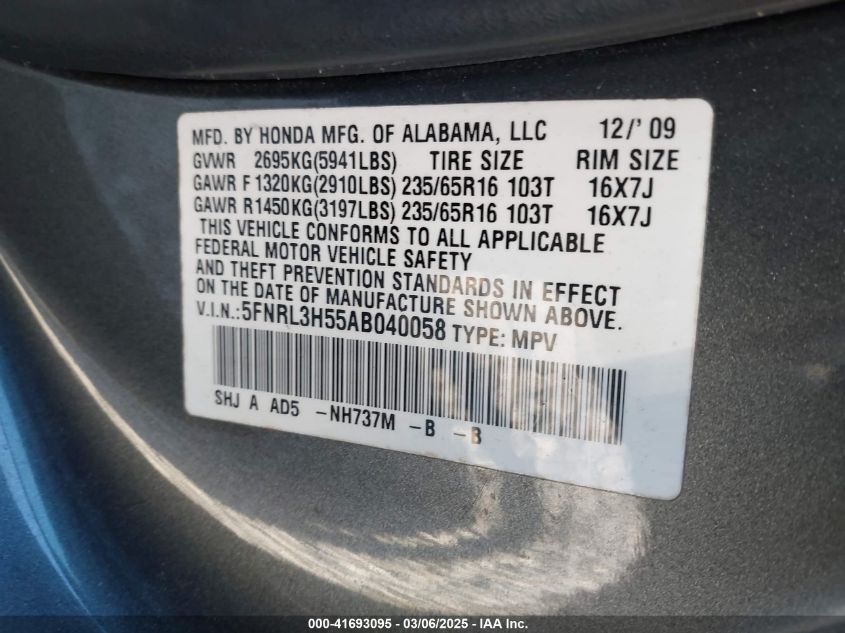 MFD. BY HONDA MFG. OF ALABAMA, LLC 12/' 09
GVWR 2695KG(5941LBS) TIRE SIZE RIM SIZE
GAWR F 1320KG(2910LBS) 235/65R16 103T 16X7J
GAWR R1450KG(3197LBS) 235/65R16 103T 16X7J
THIS VEHICLE CONFORMS TO ALL APPLICABLE
FEDERAL MOTOR VEHICLE SAFETY
AND THEFT PREVENTION STANDARDS IN EFFECT
ON THE DATE OF MANUFACTURE SHOWN ABOVE.
V.I.N.:5FNRL3H55AB040058 TYPE: MPV
SHJ A AD5 -NH737M -B -B
000-41693095 - 03/06/2025 - IAA Inc.